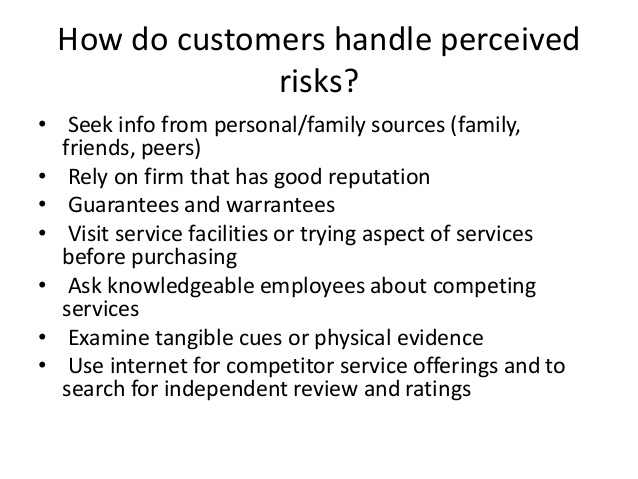 How do customers handle perceived
risks?
• Seek info from personal/family sources (family,
friends, peers)
• Rely on firm that has good reputation
• Guarantees and warrantees
• Visit service facilities or trying aspect of services
before purchasing
• Ask knowledgeable employees about competing
services
• Examine tangible cues or physical evidence
• Use internet for competitor service offerings and to
search for independent review and ratings